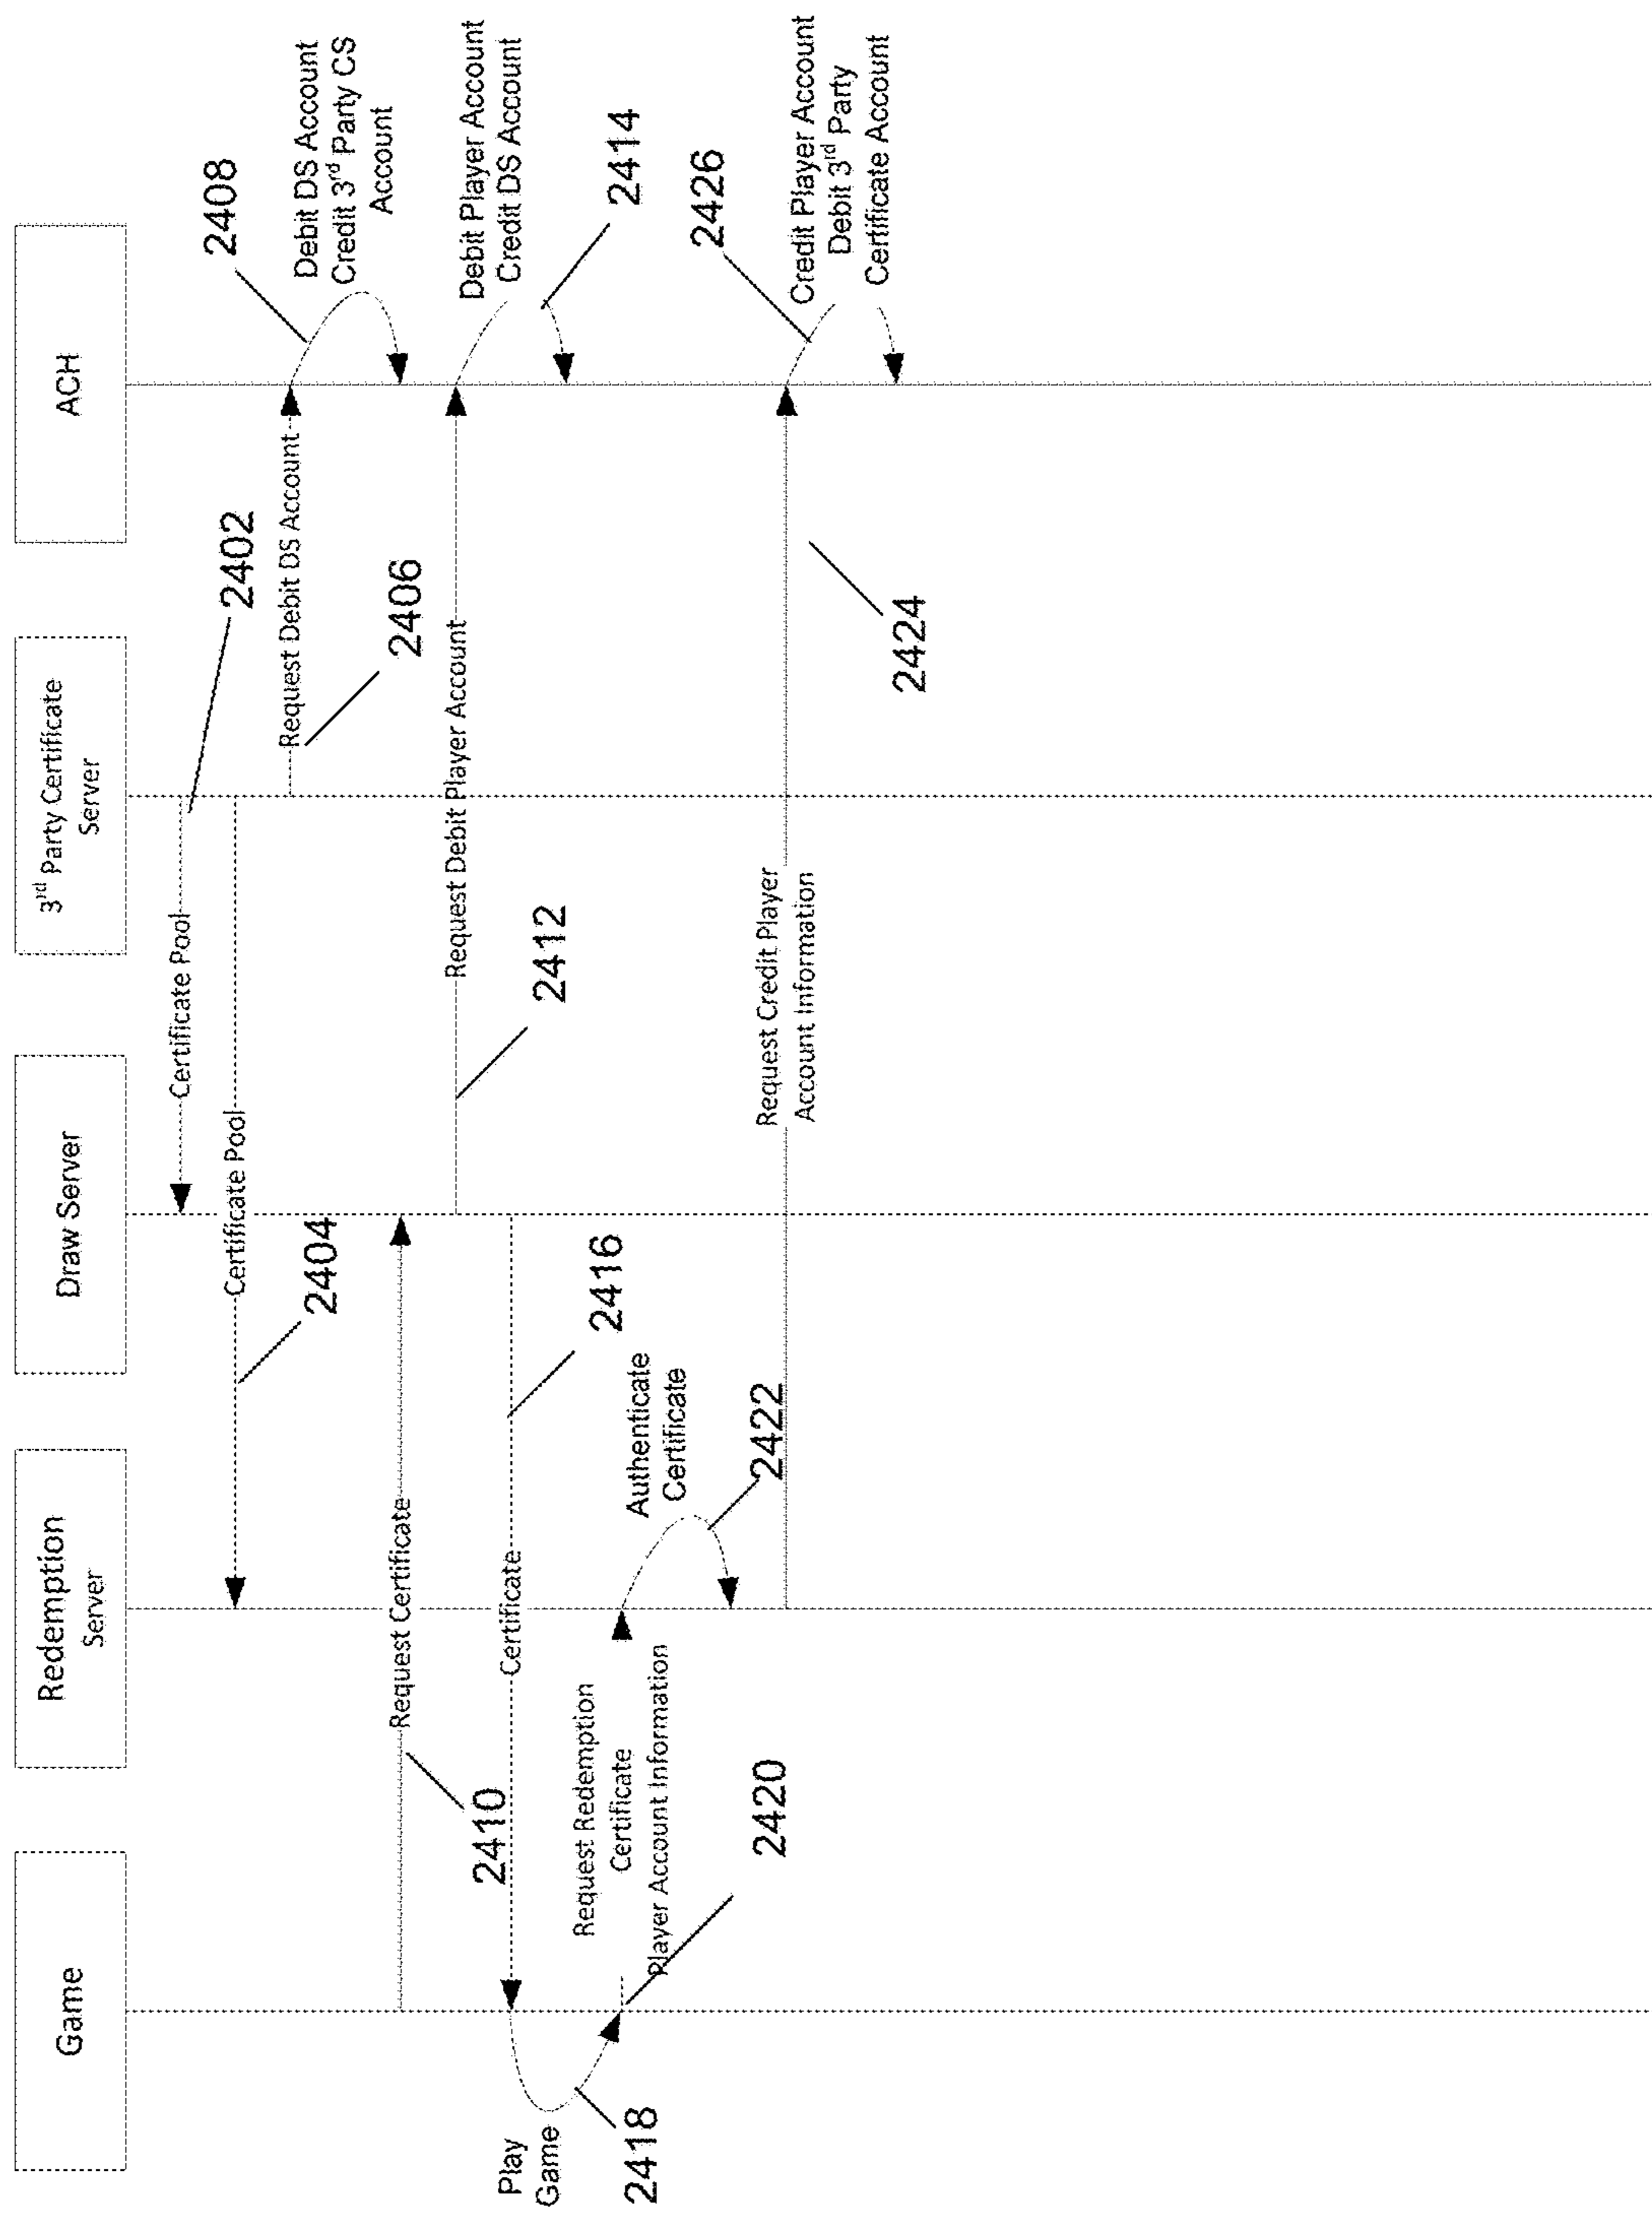 Game
Redemption
Server
Draw Server
3rd Party Certificate
Server
ACH
Certificate Pool
2402
Certificate Pool
2404
Request Debit DS Account
2406
2408
Debit DS Account
Credit 3rd Party CS
Account
Request Certificate
2410
Request Debit Player Account
2412
Debit Player Account
Credit DS Account
2414
Certificate
2416
Play
Game
2418
Request Redemption
Certificate
Player Account Information
2420
Authenticate
Certificate
2422
Request Credit Player
Account Information
2424
2426
Credit Player Account
Debit 3rd Party
Certificate Account